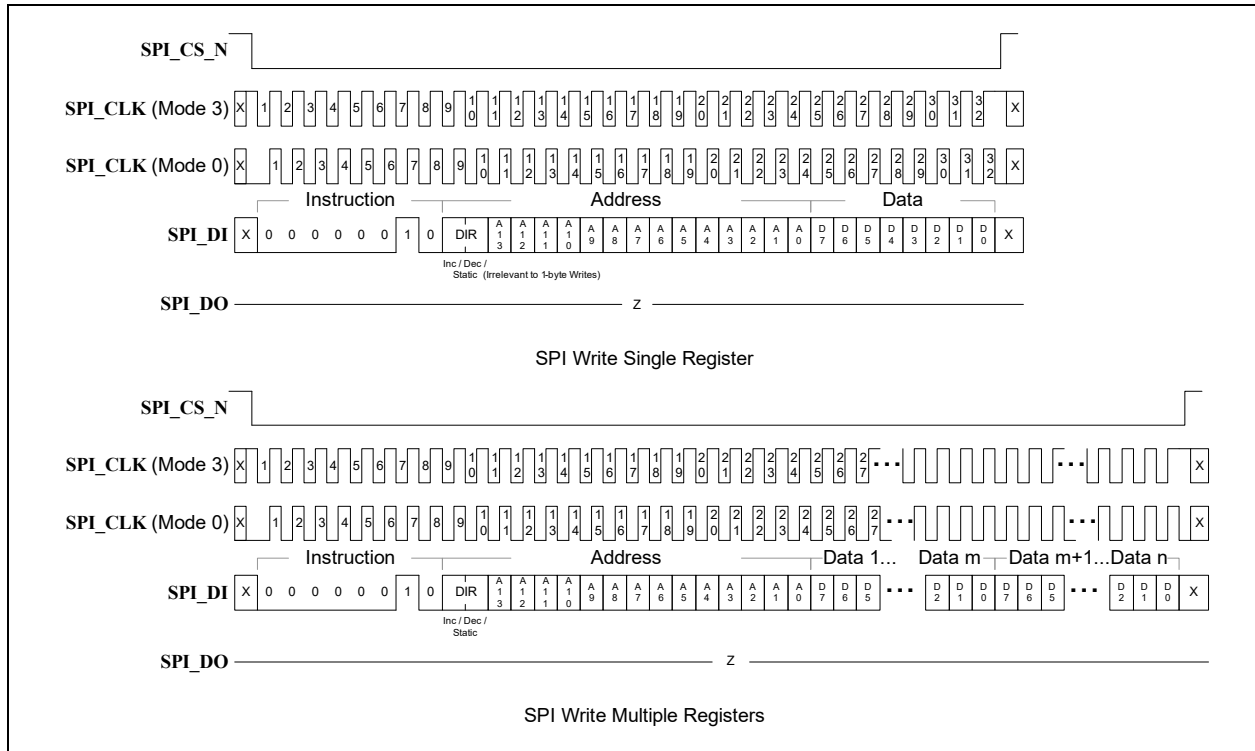 SPI_CS_N
SPI_CLK (Mode 3) X 1 2 3 4 5 6 7 8 9 10 11 12 13 14 15 16 17 18 19 20 21 22 23 24 25 26 27 28 29 30 31 32 X
SPI_CLK (Mode 0) X 1 2 3 4 5 6 7 8 9 10 11 12 13 14 15 16 17 18 19 20 21 22 23 24 25 26 27 28 29 30 31 32 X
Instruction Address Data
SPI_DI X 0 0 0 0 0 0 1 0 DIR A13 A12 A11 A10 A9 A8 A7 A6 A5 A4 A3 A2 A1 A0 D7 D6 D5 D4 D3 D2 D1 D0 X
Inc / Dec /
Static (Irrelevant to 1-byte Writes)
SPI_DO Z
SPI Write Single Register
SPI_CS_N
SPI_CLK (Mode 3) X 1 2 3 4 5 6 7 8 9 10 11 12 13 14 15 16 17 18 19 20 21 22 23 24 25 26 27 ... ... X
SPI_CLK (Mode 0) X 1 2 3 4 5 6 7 8 9 10 11 12 13 14 15 16 17 18 19 20 21 22 23 24 25 26 27 ... ... X
Instruction Address Data 1... Data m Data m+1... Data n
SPI_DI X 0 0 0 0 0 0 1 0 DIR A13 A12 A11 A10 A9 A8 A7 A6 A5 A4 A3 A2 A1 A0 D7 D6 D5 ... D2 D1 D0 D7 D6 D5 ... D2 D1 D0 X
Inc / Dec /
Static
SPI_DO Z
SPI Write Multiple Registers